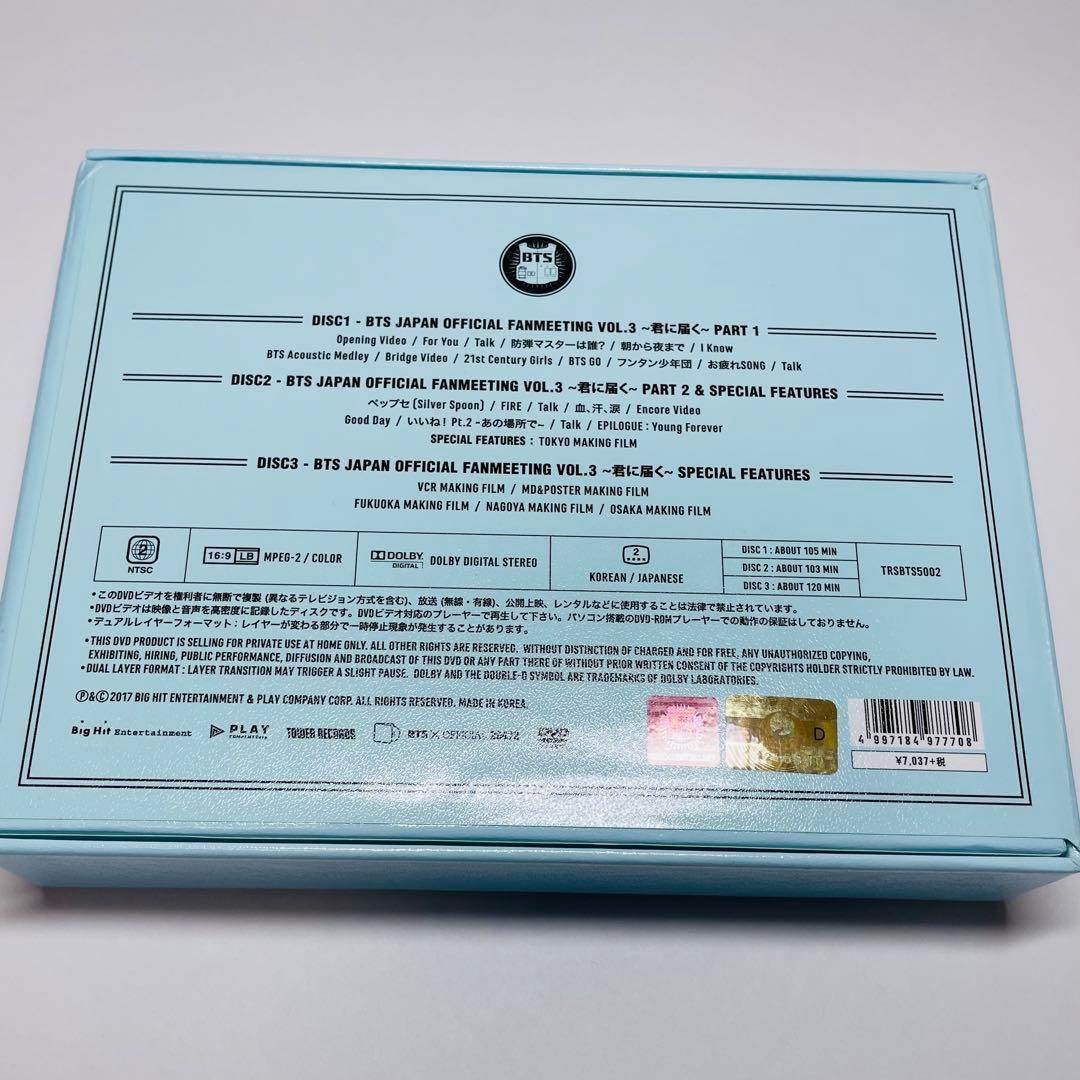 BTS
DISC1 - BTS JAPAN OFFICIAL FANMEETING VOL.3 ~君に届く~ PART 1
Opening Video / For You / Talk / 防弾マスターは誰? / 朝から夜まで / I Know
BTS Acoustic Medley / Bridge Video / 21st Century Girls / BTS GO / フンタン少年団 / お疲れSONG / Talk
DISC2 - BTS JAPAN OFFICIAL FANMEETING VOL.3 ~君に届く~ PART 2 & SPECIAL FEATURES
ペップセ (Silver Spoon) / FIRE / Talk / 血、汗、涙 / Encore Video
Good Day / いいね! Pt.2 -あの場所で- / Talk / EPILOGUE : Young Forever
SPECIAL FEATURES : TOKYO MAKING FILM
DISC3 - BTS JAPAN OFFICIAL FANMEETING VOL.3 ~君に届く~ SPECIAL FEATURES
VCR MAKING FILM / MD&POSTER MAKING FILM
FUKUOKA MAKING FILM / NAGOYA MAKING FILM / OSAKA MAKING FILM
2 NTSC
16:9 LB MPEG-2 / COLOR
DOLBY DIGITAL DOLBY DIGITAL STEREO
2 KOREAN / JAPANESE
DISC 1 : ABOUT 105 MIN
DISC 2 : ABOUT 103 MIN
DISC 3 : ABOUT 120 MIN
TRSBTS5002
•このDVDビデオを権利者に無断で複製 (異なるテレビジョン方式を含む)、放送 (無線・有線)、公開上映、レンタルなどに使用することは法律で禁止されています。
•DVDビデオは映像と音声を高密度に記録したディスクです。DVDビデオ対応のプレーヤーで再生して下さい。パソコン搭載のDVD-ROMプレーヤーでの動作の保証はしておりません。
•デュアルレイヤーフォーマット : レイヤーが変わる部分で一時停止現象が発生することがあります。
•THIS DVD PRODUCT IS SELLING FOR PRIVATE USE AT HOME ONLY. ALL OTHER RIGHTS ARE RESERVED. WITHOUT DISTINCTION OF CHARGED AND FOR FREE, ANY UNAUTHORIZED COPYING,
EXHIBITING, HIRING, PUBLIC PERFORMANCE, DIFFUSION AND BROADCAST OF THIS DVD OR ANY PART THERE OF WITHOUT PRIOR WRITTEN CONSENT OF THE COPYRIGHTS HOLDER STRICTLY PROHIBITED BY LAW.
•DUAL LAYER FORMAT : LAYER TRANSITION MAY TRIGGER A SLIGHT PAUSE. DOLBY AND THE DOUBLE-D SYMBOL ARE TRADEMARKS OF DOLBY LABORATORIES.
Ⓟ&Ⓒ2017 BIG HIT ENTERTAINMENT & PLAY COMPANY CORP. ALL RIGHTS RESERVED. MADE IN KOREA.
Big Hit Entertainment
PLAY
TOWER RECORDS
BTS ×
DVD
D
4 997184 977708
¥7,037+税